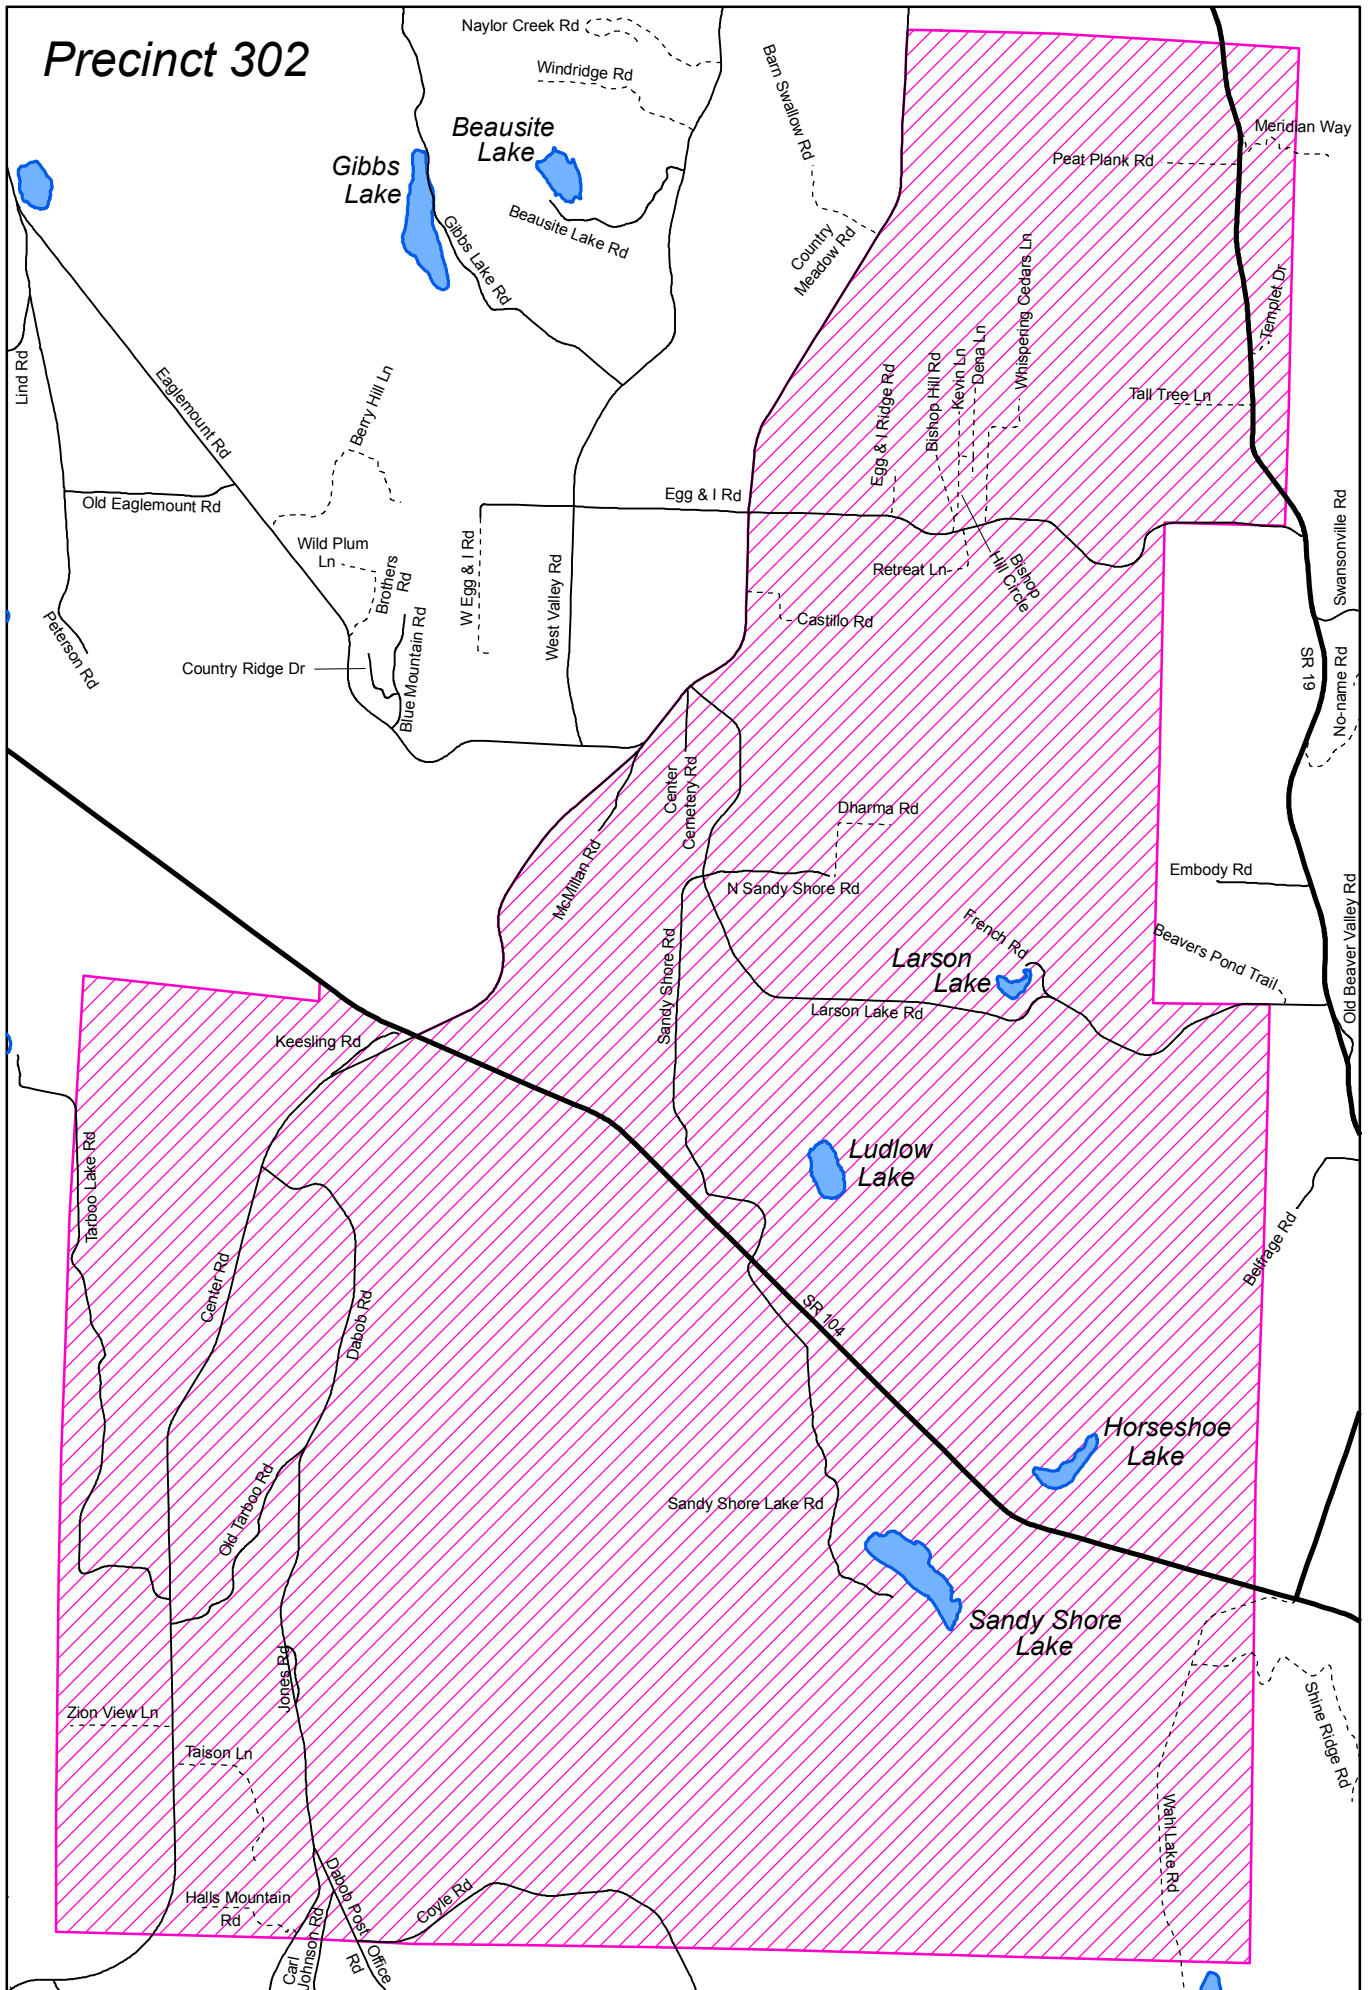 Precinct 302
Naylor Creek Rd
Windridge Rd
Barn Swallow Rd
Beausite
Lake
Meridian Way
Peat Plank Rd
Gibbs
Lake
Beausite Lake Rd
Gibbs Lake Rd
Country
Meadow Rd
Whispering Cedars Ln
Templet Dr
Lind Rd
Eaglemount Rd
Berry Hill Ln
Egg & I Ridge Rd
Bishop Hill Rd
Kevin Ln
Dena Ln
Tall Tree Ln
Old Eaglemount Rd
Egg & I Rd
Swansonville Rd
Wild Plum
Ln
Brothers
Rd
W Egg & I Rd
West Valley Rd
Retreat Ln
Bishop
Hill Circle
Castillo Rd
Peterson Rd
Country Ridge Dr
Blue Mountain Rd
SR 19
No-name Rd
Center
Cemetery Rd
Dharma Rd
McMillan Rd
N Sandy Shore Rd
Embody Rd
Old Beaver Valley Rd
French Rd
Beavers Pond Trail
Larson
Lake
Sandy Shore Rd
Larson Lake Rd
Keesling Rd
Tarboo Lake Rd
Ludlow
Lake
Center Rd
Belfrage Rd
Dabob Rd
SR 104
Horseshoe
Lake
Old Tarboo Rd
Sandy Shore Lake Rd
Sandy Shore
Lake
Jones Rd
Zion View Ln
Taison Ln
Shine Ridge Rd
Wahl Lake Rd
Halls Mountain
Rd
Coyle Rd
Dabob Post Office
Rd
Carl
Johnson Rd